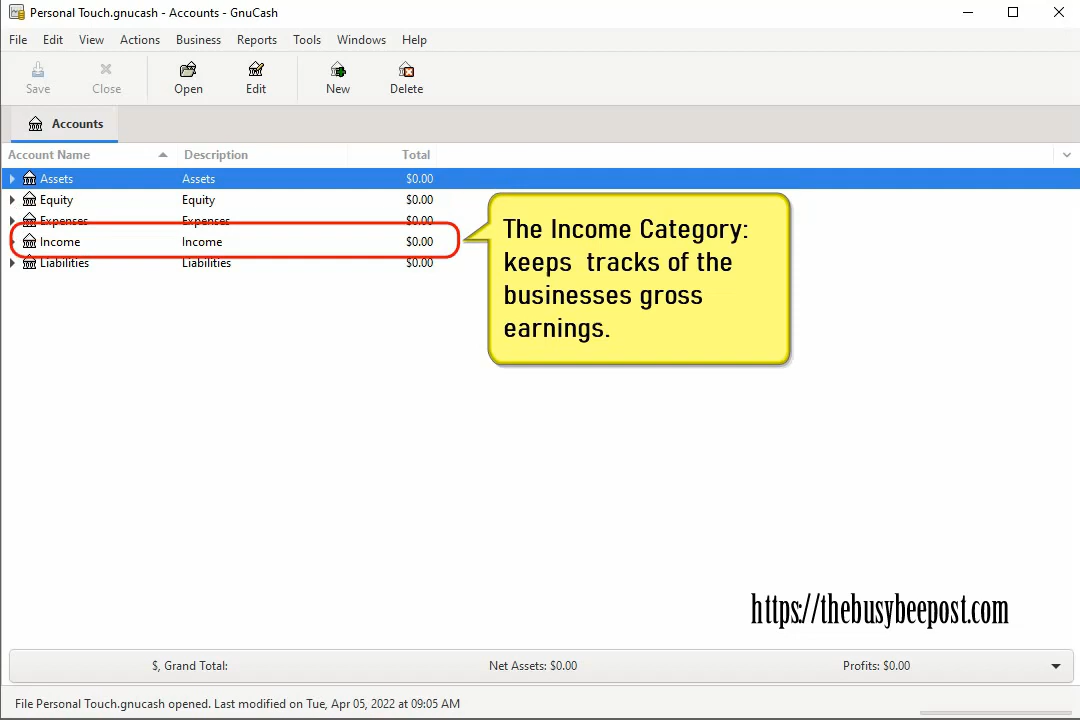 Personal Touch.gnucash - Accounts - GnuCash
File Edit View Actions Business Reports Tools Windows Help
Save Close Open Edit New Delete
Accounts
Account Name Description Total
Assets Assets $0.00
Equity Equity $0.00
Expenses Expenses $0.00
Income Income $0.00
Liabilities Liabilities $0.00
The Income Category:
keeps tracks of the
businesses gross
earnings.
https://thebusybeepost.com
$, Grand Total: Net Assets: $0.00 Profits: $0.00
File Personal Touch.gnucash opened. Last modified on Tue, Apr 05, 2022 at 09:05 AM